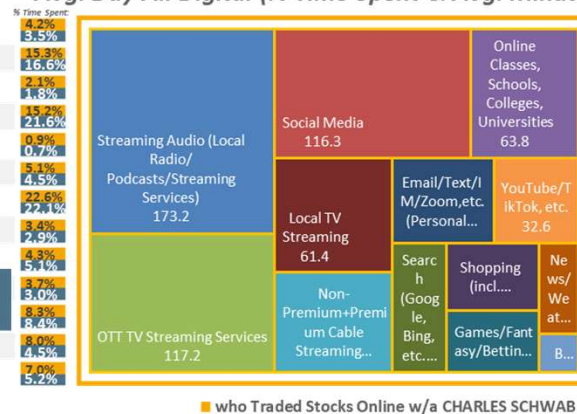 % Time Spent:
4.2%
3.5%
15.3%
16.6%
2.1%
1.8%
15.2%
21.6%
0.9%
0.7%
5.1%
4.5%
22.6%
22.1%
3.4%
2.9%
4.3%
5.1%
3.7%
3.0%
8.3%
8.4%
8.0%
4.5%
7.0%
5.2%
Streaming Audio (Local
Radio/
Podcasts/Streaming
Services)
173.2
OTT TV Streaming Services
117.2
Social Media
116.3
Online
Classes,
Schools,
Colleges,
Universities
63.8
Local TV
Streaming
61.4
Email/Text/I
M/Zoom,etc.
(Personal...
YouTube/T
ikTok, etc.
32.6
Non-
Premium+Premi
um Cable
Streaming...
Searc
h
(Goog
le,
Bing,
etc....
Shopping
(incl....
Ne
ws/
We
at...
Games/Fant
asy/Bettin...
B...
who Traded Stocks Online w/a CHARLES SCHWAB